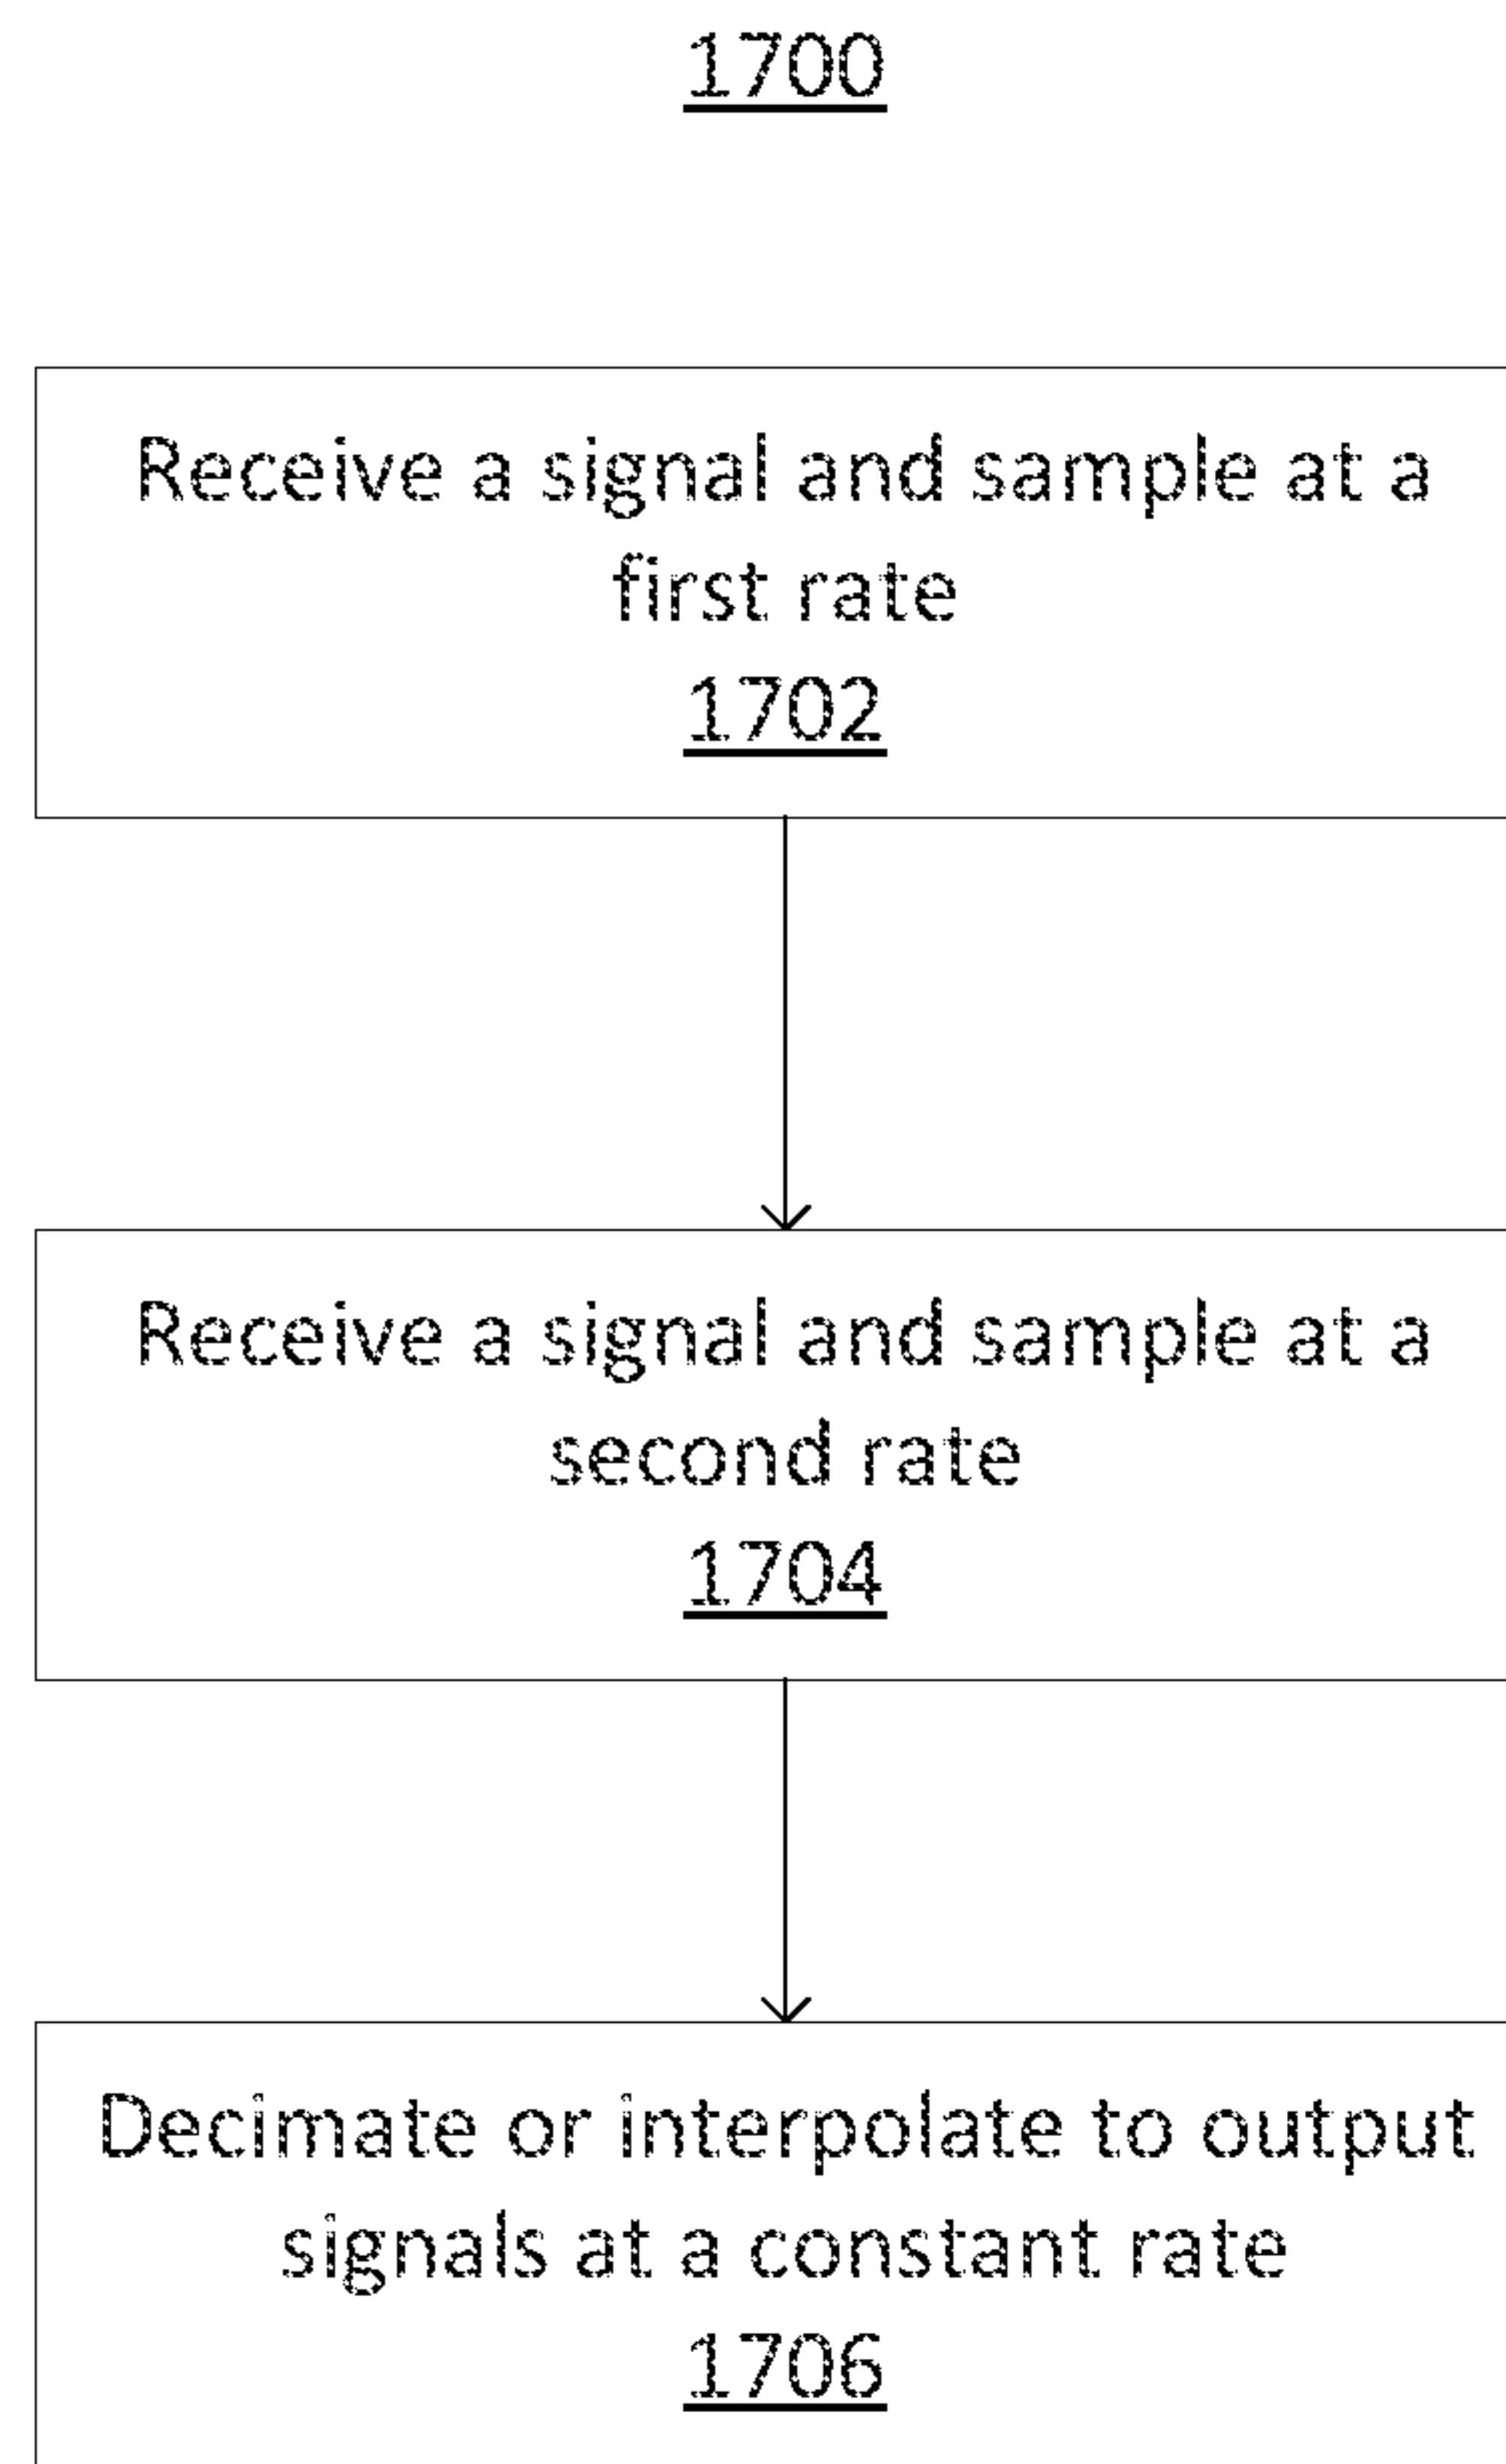 1700
Receive a signal and sample at a
first rate
1702
Receive a signal and sample at a
second rate
1704
Decimate or interpolate to output
signals at a constant rate
1706